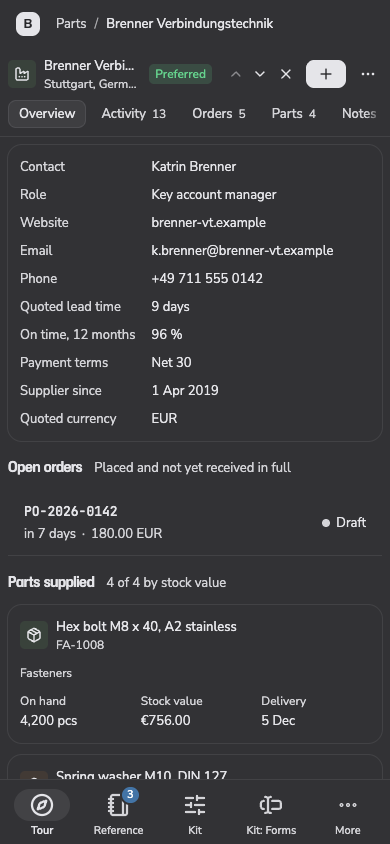 B Parts / Brenner Verbindungstechnik
Brenner Verbi...
Stuttgart, Germ...
Preferred
Overview Activity 13 Orders 5 Parts 4 Notes
Contact Katrin Brenner
Role Key account manager
Website brenner-vt.example
Email k.brenner@brenner-vt.example
Phone +49 711 555 0142
Quoted lead time 9 days
On time, 12 months 96 %
Payment terms Net 30
Supplier since 1 Apr 2019
Quoted currency EUR
Open orders Placed and not yet received in full
PO-2026-0142
in 7 days · 180.00 EUR
Draft
Parts supplied 4 of 4 by stock value
Hex bolt M8 x 40, A2 stainless
FA-1008
Fasteners
On hand Stock value Delivery
4,200 pcs €756.00 5 Dec
Spring washer M10, DIN 127
3
Tour Reference Kit Kit: Forms More